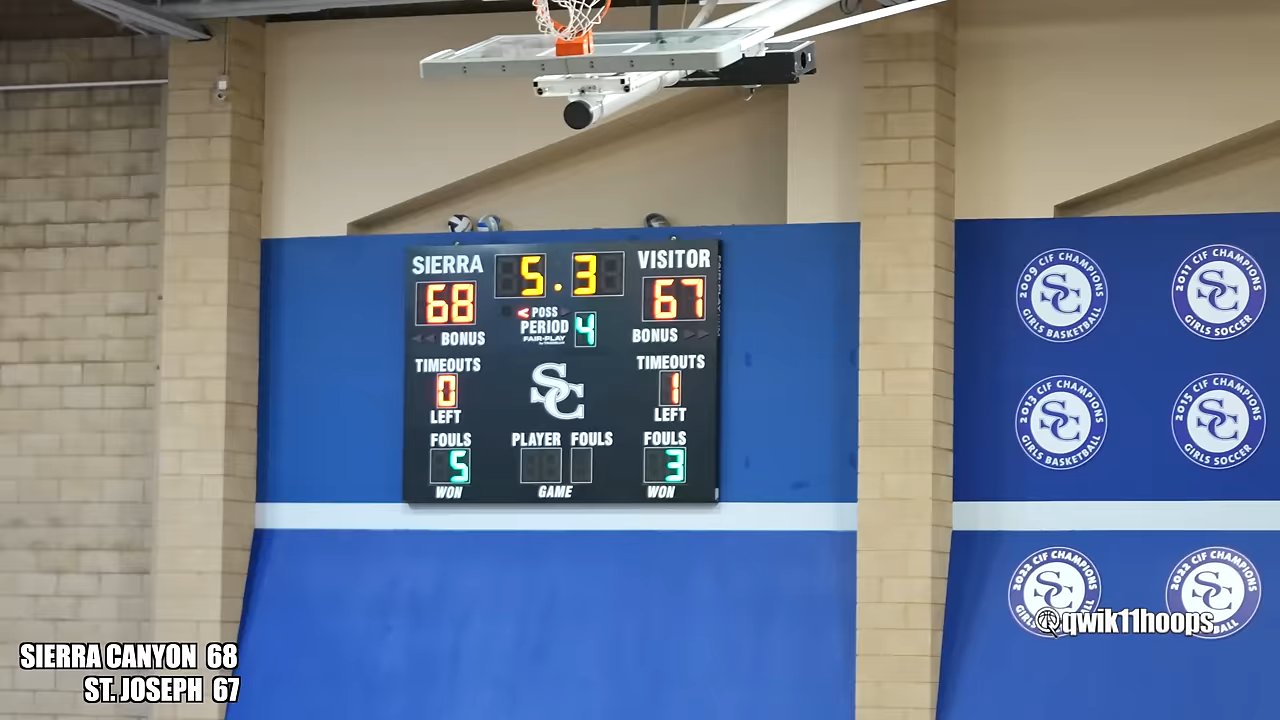 SIERRA
5.3
VISITOR
68
67
< POSS
PERIOD 4
FAIR-PLAY
BONUS
BONUS
TIMEOUTS
0
LEFT
SC
TIMEOUTS
1
LEFT
FOULS
5
WON
PLAYER FOULS
GAME
FOULS
3
WON
2009 CIF CHAMPIONS
SC
GIRLS BASKETBALL
2011 CIF CHAMPIONS
SC
GIRLS SOCCER
2013 CIF CHAMPIONS
SC
GIRLS BASKETBALL
2015 CIF CHAMPIONS
SC
GIRLS SOCCER
2022 CIF CHAMPIONS
SC
2022 CIF CHAMPIONS
SC
@qwik11hoops
SIERRA CANYON 68
ST. JOSEPH 67